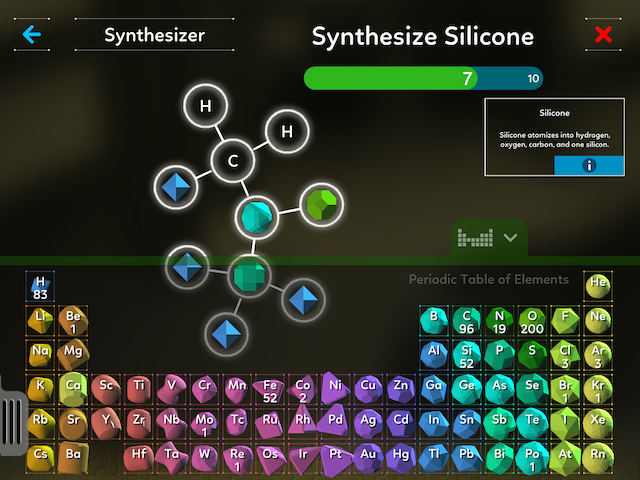 Synthesizer
Synthesize Silicone
7 10
H
H
C
Silicone
Silicone atomizes into hydrogen,
oxygen, carbon, and one silicon.
i
Periodic Table of Elements
H 83 He
Li Be 1 B C 96 N 19 O 200 F Ne
Na Mg Al Si 52 P S Cl 3 Ar 3
K Ca Sc Ti V Cr Mn Fe 52 Co 2 Ni Cu Zn Ga Ge As Se Br 1 Kr 1
Rb Sr Y Zr Nb Mo 1 Tc Ru Rh Pd Ag Cd In Sn Sb Te I Xe
Cs Ba Hf Ta W Re 1 Os Ir Pt Au Hg Tl Pb Bi Po 1 At Rn